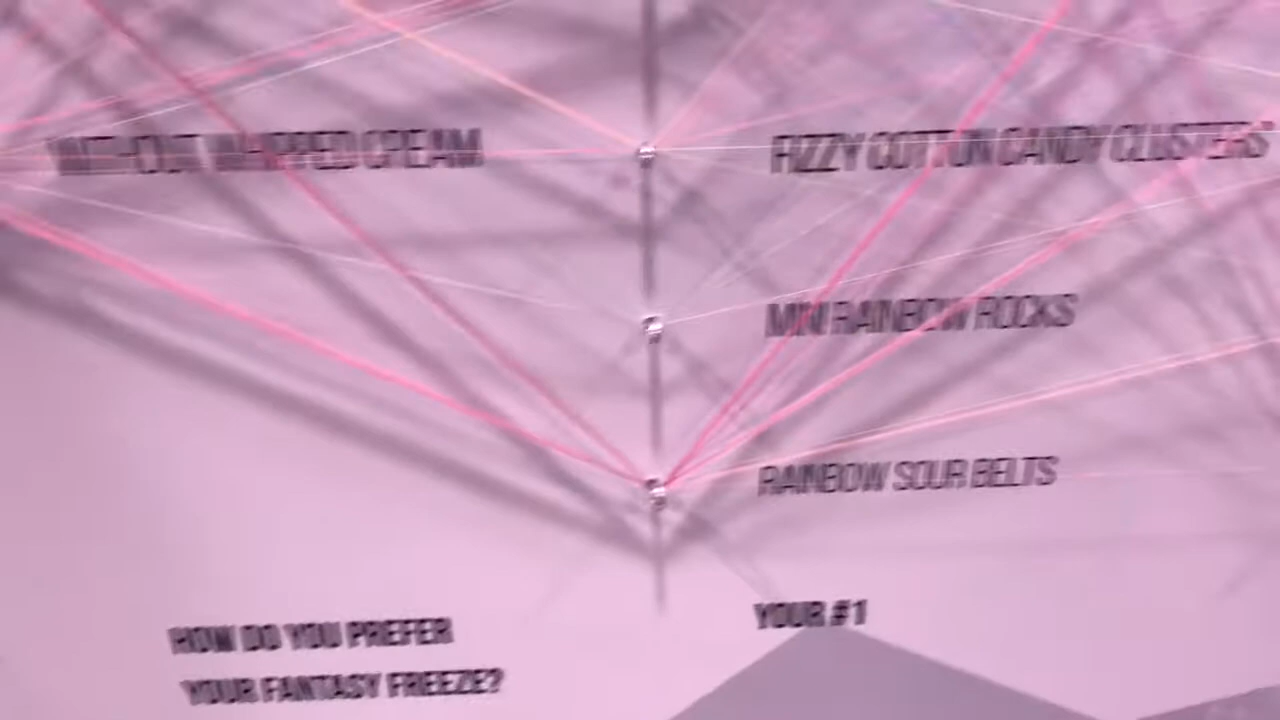 WITHOUT WHIPPED CREAM
FIZZY COTTON CANDY CLUSTERS
MINI RAINBOW ROCKS
RAINBOW SOUR BELTS
HOW DO YOU PREFER
YOUR FANTASY FREEZE?
YOUR #1